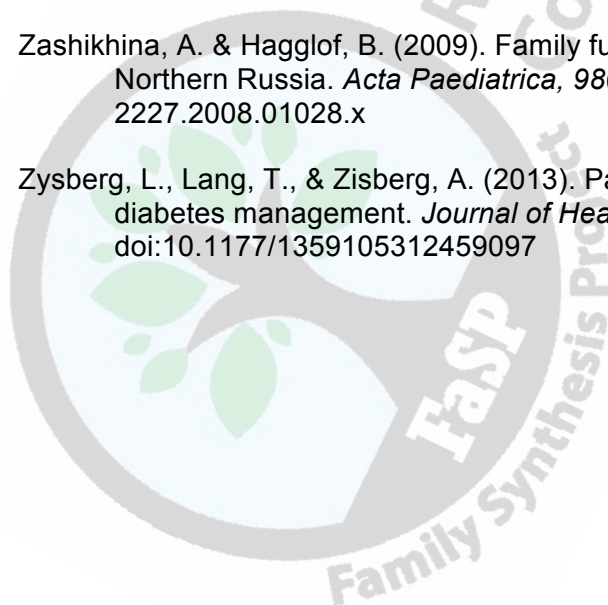 Zashikhina, A. & Hagglof, B. (2009). Family fu
Northern Russia. Acta Paediatrica, 98
2227.2008.01028.x
Zysberg, L., Lang, T., & Zisberg, A. (2013). Pa
diabetes management. Journal of Hea
doi:10.1177/1359105312459097
FaSP
Family Synthesis Project